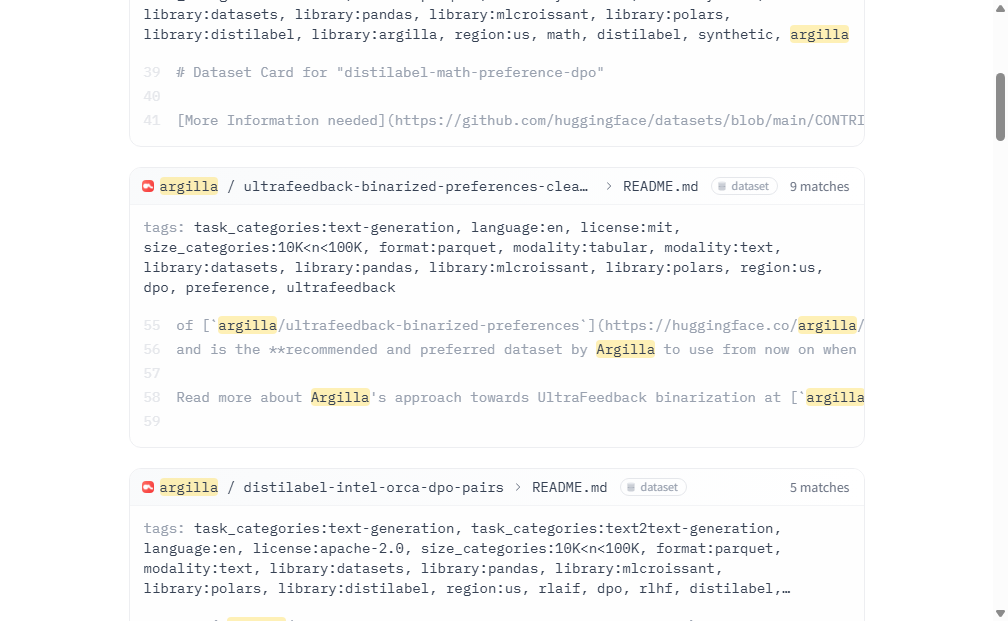 library:datasets, library:pandas, library:mlcroissant, library:polars,
library:distilabel, library:argilla, region:us, math, distilabel, synthetic, argilla
39 # Dataset Card for "distilabel-math-preference-dpo"
40
41 [More Information needed](https://github.com/huggingface/datasets/blob/main/CONTRI
argilla / ultrafeedback-binarized-preferences-clea… > README.md dataset 9 matches
tags: task_categories:text-generation, language:en, license:mit,
size_categories:10K<n<100K, format:parquet, modality:tabular, modality:text,
library:datasets, library:pandas, library:mlcroissant, library:polars, region:us,
dpo, preference, ultrafeedback
55 of [`argilla/ultrafeedback-binarized-preferences`](https://huggingface.co/argilla/
56 and is the **recommended and preferred dataset by Argilla to use from now on when
57
58 Read more about Argilla's approach towards UltraFeedback binarization at [`argilla
59
argilla / distilabel-intel-orca-dpo-pairs > README.md dataset 5 matches
tags: task_categories:text-generation, task_categories:text2text-generation,
language:en, license:apache-2.0, size_categories:10K<n<100K, format:parquet,
modality:text, library:datasets, library:pandas, library:mlcroissant,
library:polars, library:distilabel, region:us, rlaif, dpo, rlhf, distilabel,…